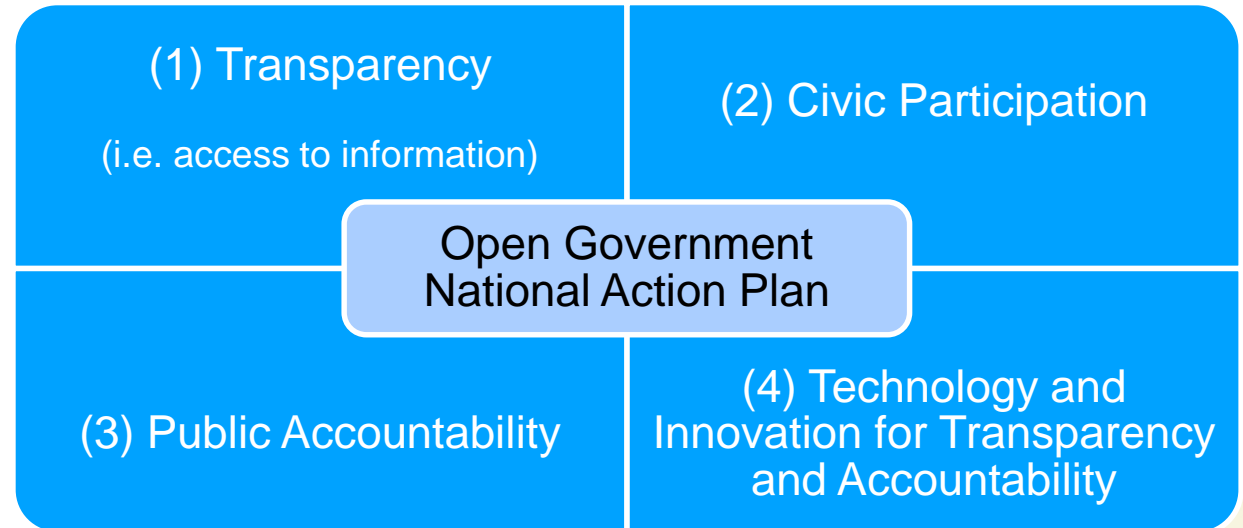 (1) Transparency
(i.e. access to information)
(2) Civic Participation
Open Government
National Action Plan
(3) Public Accountability
(4) Technology and
Innovation for Transparency
and Accountability